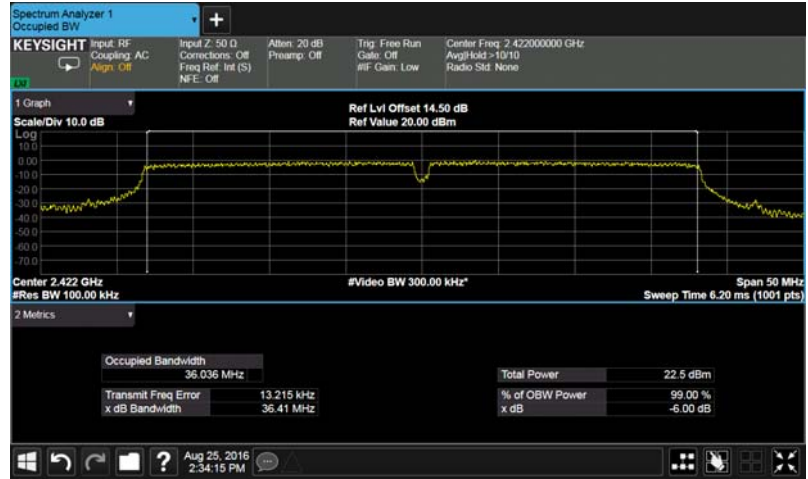 Spectrum Analyzer 1
Occupied BW
+
KEYSIGHT
Input: RF
Coupling: AC
Align: Off
Input Z: 50 Ω
Corrections: Off
Freq Ref: Int (S)
NFE: Off
Atten: 20 dB
Preamp: Off
Trig: Free Run
Gate: Off
#IF Gain: Low
Center Freq: 2.422000000 GHz
Avg|Hold:>10/10
Radio Std: None
LXI
1 Graph
Scale/Div 10.0 dB
Ref Lvl Offset 14.50 dB
Ref Value 20.00 dBm
Log
10.0
0.00
-10.0
-20.0
-30.0
-40.0
-50.0
-60.0
-70.0
Center 2.422 GHz
#Res BW 100.00 kHz
#Video BW 300.00 kHz*
Span 50 MHz
Sweep Time 6.20 ms (1001 pts)
2 Metrics
Occupied Bandwidth
36.036 MHz
Transmit Freq Error 13.215 kHz
x dB Bandwidth 36.41 MHz
Total Power 22.5 dBm
% of OBW Power 99.00 %
x dB -6.00 dB
?
Aug 25, 2016
2:34:15 PM